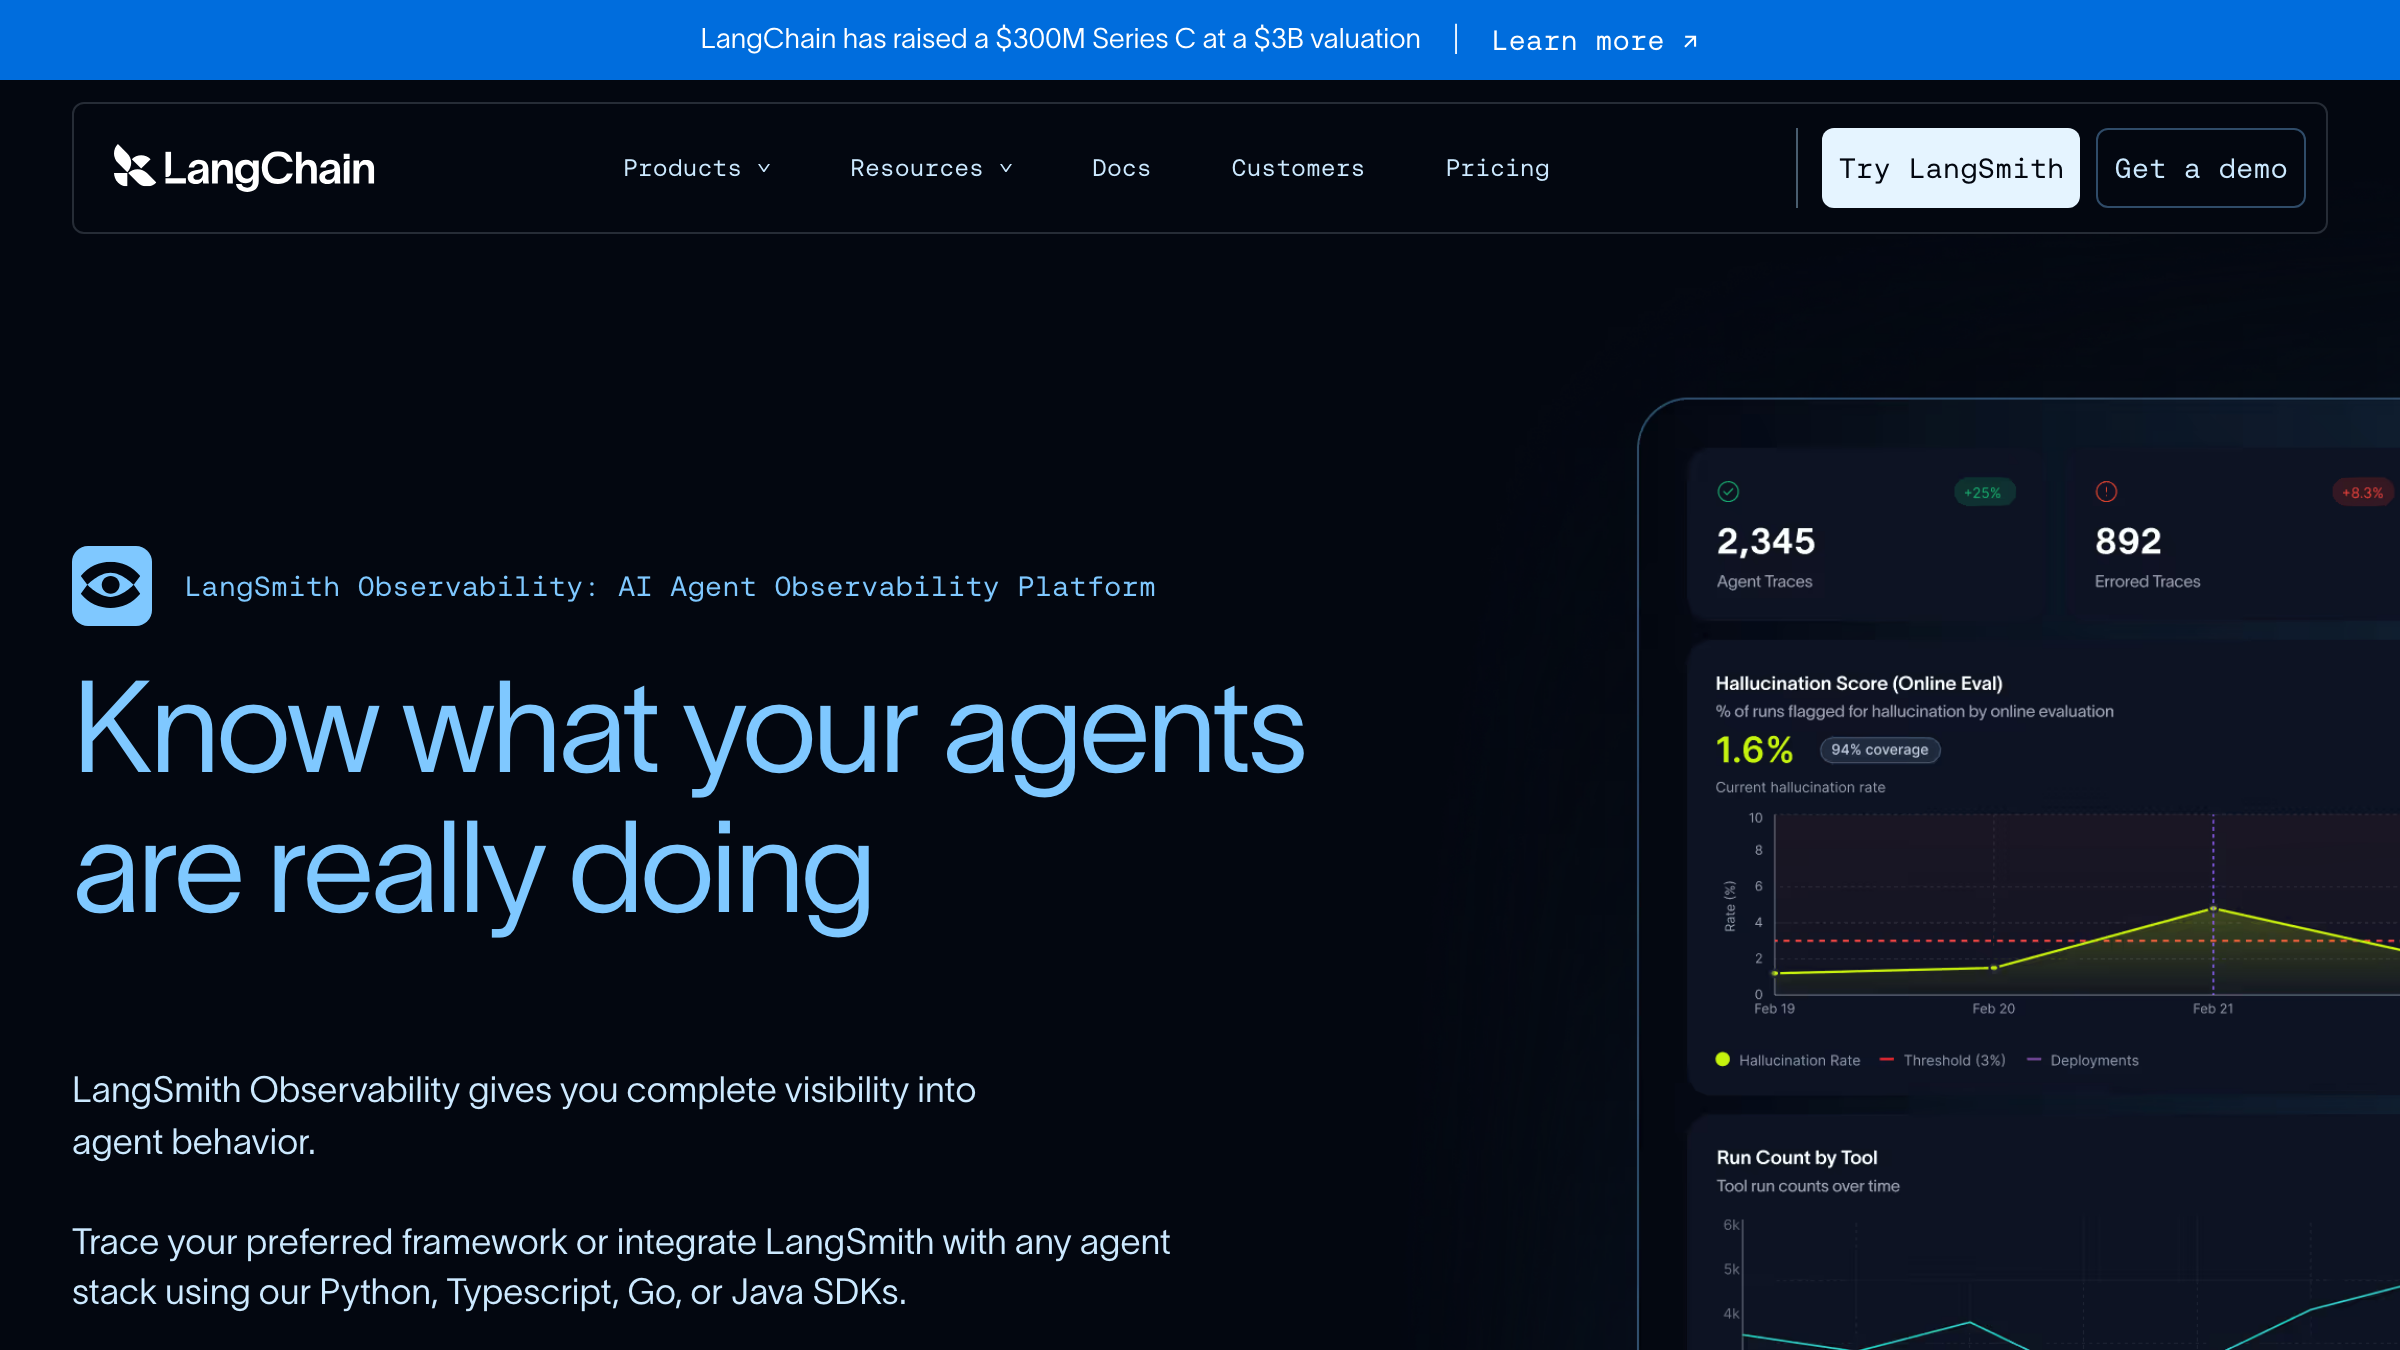 LangChain has raised a $300M Series C at a $3B valuation
Learn more ↗
LangChain
Products
Resources
Docs
Customers
Pricing
Try LangSmith
Get a demo
LangSmith Observability: AI Agent Observability Platform
Know what your agents
are really doing
LangSmith Observability gives you complete visibility into
agent behavior.
Trace your preferred framework or integrate LangSmith with any agent
stack using our Python, Typescript, Go, or Java SDKs.
+25%
2,345
Agent Traces
+8.3%
892
Errored Traces
Hallucination Score (Online Eval)
% of runs flagged for hallucination by online evaluation
1.6%
94% coverage
Current hallucination rate
Rate (%)
10
8
6
4
2
0
Feb 19
Feb 20
Feb 21
Hallucination Rate
Threshold (3%)
Deployments
Run Count by Tool
Tool run counts over time
6k
5k
4k